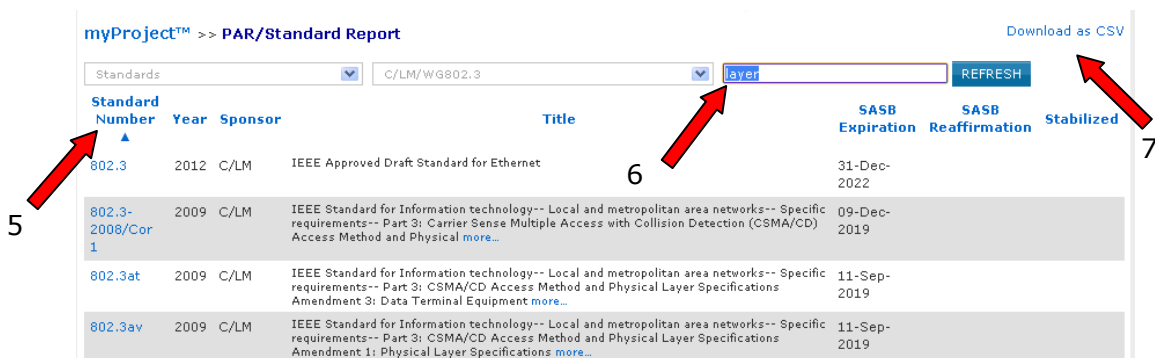 myProject™ >> PAR/Standard Report
Download as CSV
Standards
C/LM/WG802.3
layer
REFRESH
Standard
Number
Year
Sponsor
Title
SASB
Expiration
SASB
Reaffirmation
Stabilized
▲
5
6
7
802.3
2012
C/LM
IEEE Approved Draft Standard for Ethernet
31-Dec-
2022
802.3-
2008/Cor
1
2009
C/LM
IEEE Standard for Information technology-- Local and metropolitan area networks-- Specific
requirements-- Part 3: Carrier Sense Multiple Access with Collision Detection (CSMA/CD)
Access Method and Physical more...
09-Dec-
2019
802.3at
2009
C/LM
IEEE Standard for Information technology-- Local and metropolitan area networks-- Specific
requirements-- Part 3: CSMA/CD Access Method and Physical Layer Specifications
Amendment 3: Data Terminal Equipment more...
11-Sep-
2019
802.3av
2009
C/LM
IEEE Standard for Information technology-- Local and metropolitan area networks-- Specific
requirements-- Part 3: CSMA/CD Access Method and Physical Layer Specifications
Amendment 1: Physical Layer Specifications more...
11-Sep-
2019